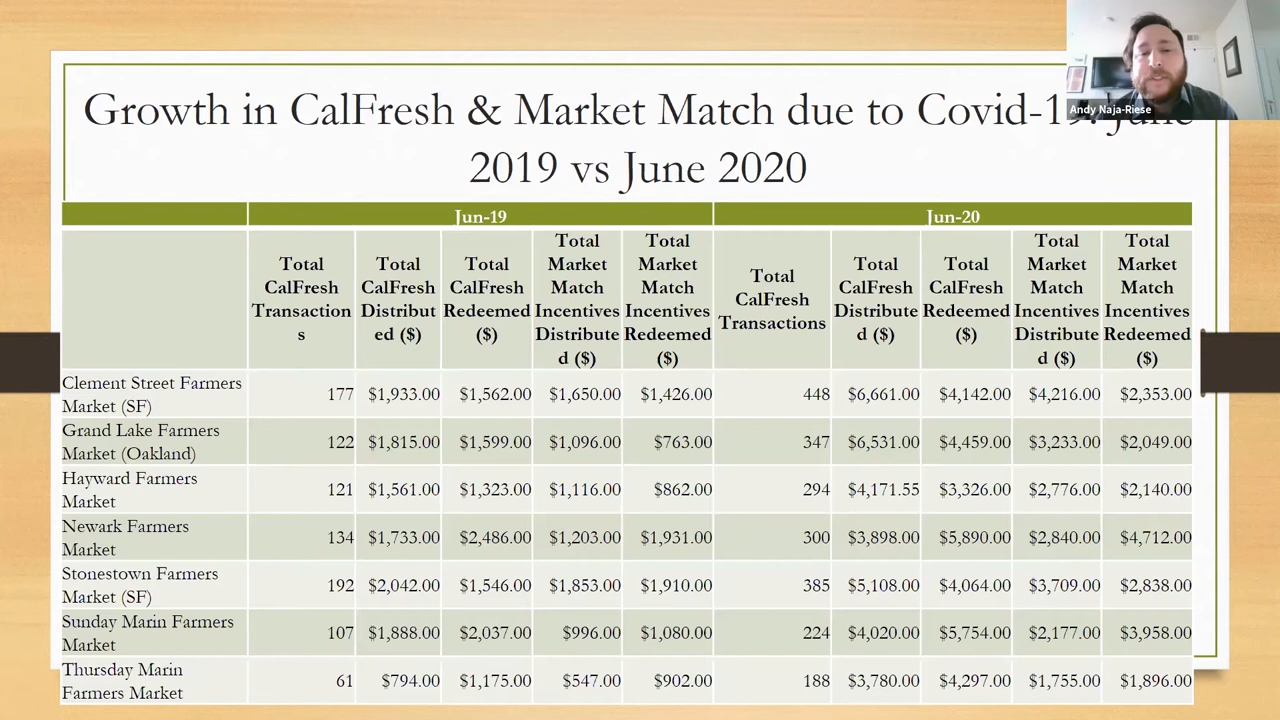 Andy Naja-Riese
Growth in CalFresh & Market Match due to Covid-19: June
2019 vs June 2020
Jun-19 Jun-20
Total CalFresh Transactions Total CalFresh Distributed ($) Total CalFresh Redeemed ($) Total Market Match Incentives Distributed ($) Total Market Match Incentives Redeemed ($) Total CalFresh Transactions Total CalFresh Distributed ($) Total CalFresh Redeemed ($) Total Market Match Incentives Distributed ($) Total Market Match Incentives Redeemed ($)
Clement Street Farmers Market (SF) 177 $1,933.00 $1,562.00 $1,650.00 $1,426.00 448 $6,661.00 $4,142.00 $4,216.00 $2,353.00
Grand Lake Farmers Market (Oakland) 122 $1,815.00 $1,599.00 $1,096.00 $763.00 347 $6,531.00 $4,459.00 $3,233.00 $2,049.00
Hayward Farmers Market 121 $1,561.00 $1,323.00 $1,116.00 $862.00 294 $4,171.55 $3,326.00 $2,776.00 $2,140.00
Newark Farmers Market 134 $1,733.00 $2,486.00 $1,203.00 $1,931.00 300 $3,898.00 $5,890.00 $2,840.00 $4,712.00
Stonestown Farmers Market (SF) 192 $2,042.00 $1,546.00 $1,853.00 $1,910.00 385 $5,108.00 $4,064.00 $3,709.00 $2,838.00
Sunday Marin Farmers Market 107 $1,888.00 $2,037.00 $996.00 $1,080.00 224 $4,020.00 $5,754.00 $2,177.00 $3,958.00
Thursday Marin Farmers Market 61 $794.00 $1,175.00 $547.00 $902.00 188 $3,780.00 $4,297.00 $1,755.00 $1,896.00